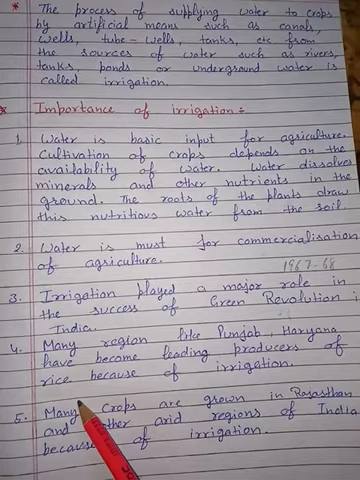 * The process of supplying water to crops
by artificial means such as canals,
wells, tube-wells, tanks, etc from
the sources of water such as rivers,
tanks, ponds or underground water is
called irrigation.
* Importance of irrigation:-
1. Water is basic input for agriculture.
Cultivation of crops depends on the
availability of water. Water dissolves
minerals and other nutrients in the
ground. The roots of the plants draw
this nutritious water from the soil
2. Water is must for commercialisation
of agriculture.
1967-68
3. Irrigation played a major role in
the success of Green Revolution in
India.
4. Many region like Punjab, Haryana
have become leading producers of
rice because of irrigation.
5. Many crops are grown in Rajasthan
and other arid regions of India
because of irrigation.